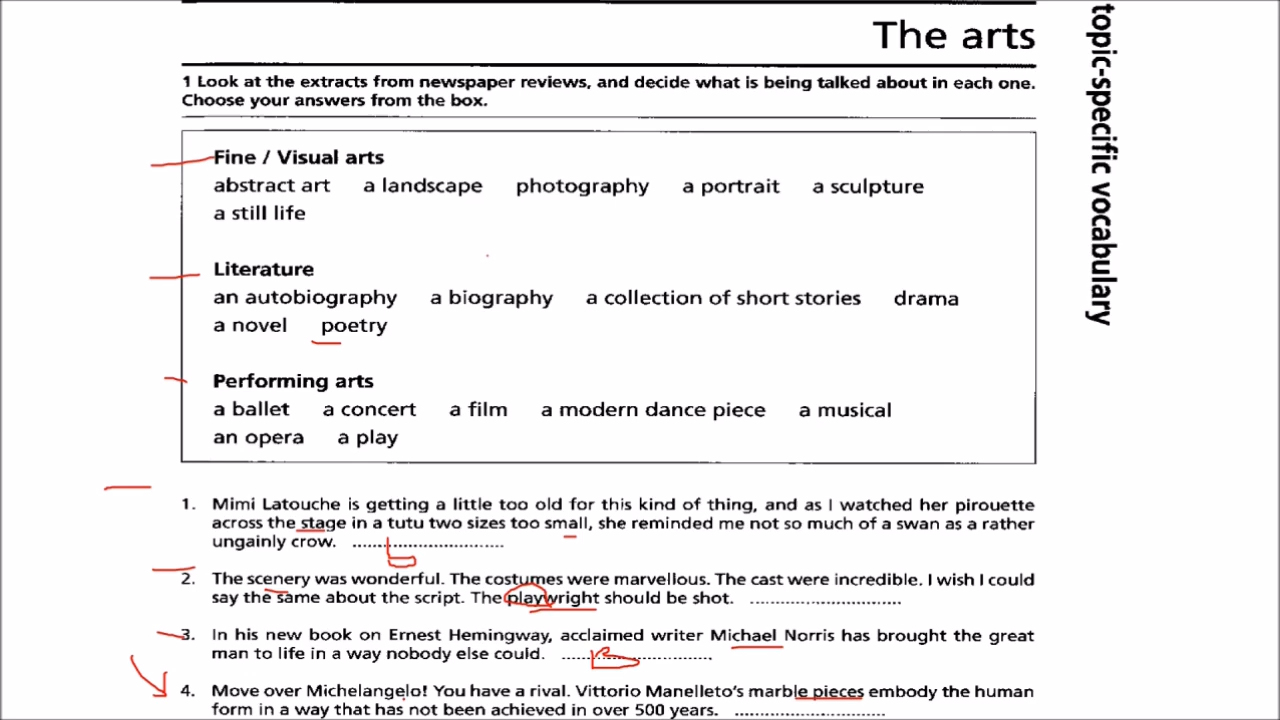 The arts
topic-specific vocabulary
1 Look at the extracts from newspaper reviews, and decide what is being talked about in each one.
Choose your answers from the box.
Fine / Visual arts
abstract art a landscape photography a portrait a sculpture
a still life
Literature
an autobiography a biography a collection of short stories drama
a novel poetry
Performing arts
a ballet a concert a film a modern dance piece a musical
an opera a play
1. Mimi Latouche is getting a little too old for this kind of thing, and as I watched her pirouette
across the stage in a tutu two sizes too small, she reminded me not so much of a swan as a rather
ungainly crow. ..............................
2. The scenery was wonderful. The costumes were marvellous. The cast were incredible. I wish I could
say the same about the script. The playwright should be shot. ..............................
3. In his new book on Ernest Hemingway, acclaimed writer Michael Norris has brought the great
man to life in a way nobody else could. ..............................
4. Move over Michelangelo! You have a rival. Vittorio Manelleto's marble pieces embody the human
form in a way that has not been achieved in over 500 years. ..............................